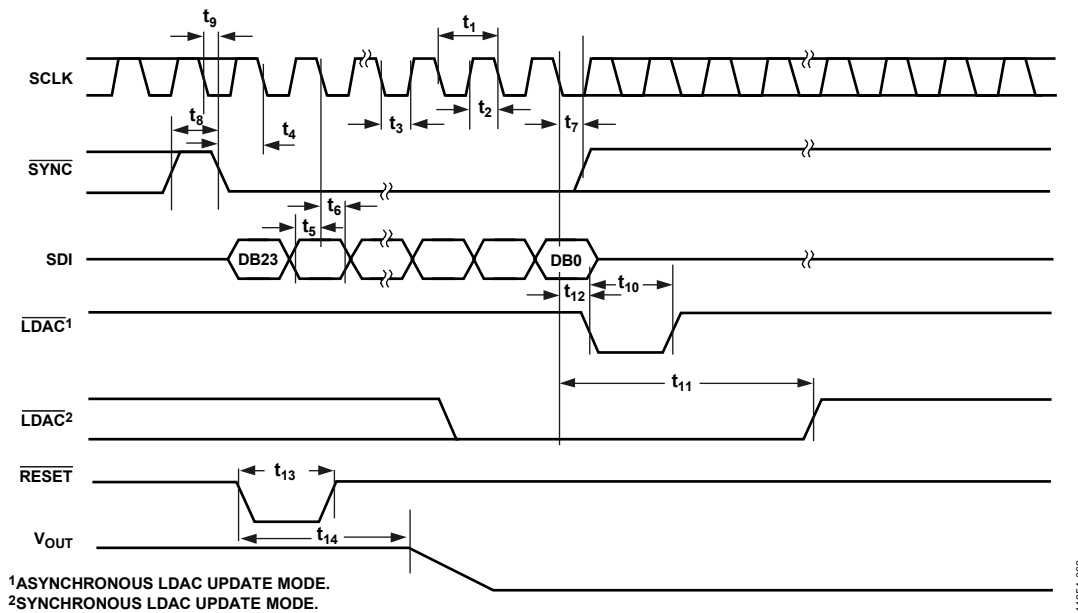 t9
t1
SCLK
t8
t4
t3
t2
t7
SYNC
t6
t5
SDI
DB23
DB0
t12
t10
LDAC1
t11
LDAC2
RESET
t13
t14
VOUT
1ASYNCHRONOUS LDAC UPDATE MODE.
2SYNCHRONOUS LDAC UPDATE MODE.